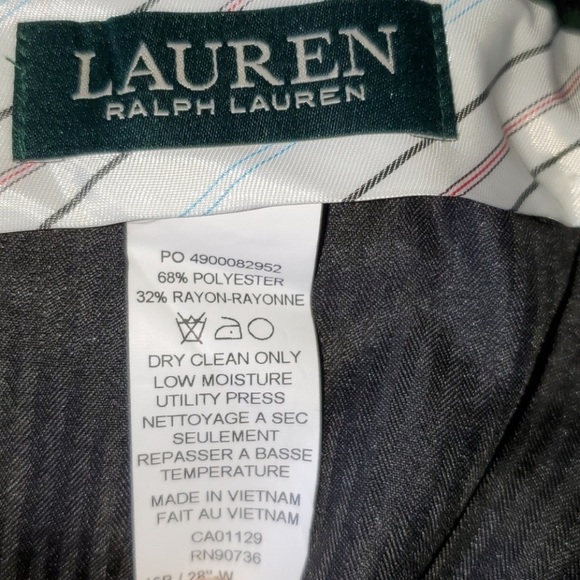 LAUREN
RALPH LAUREN
PO 4900082952
68% POLYESTER
32% RAYON-RAYONNE
DRY CLEAN ONLY
LOW MOISTURE
UTILITY PRESS
NETTOYAGE A SEC
SEULEMENT
REPASSER A BASSE
TEMPERATURE
MADE IN VIETNAM
FAIT AU VIETNAM
CA01129
RN90736
/ 28" W